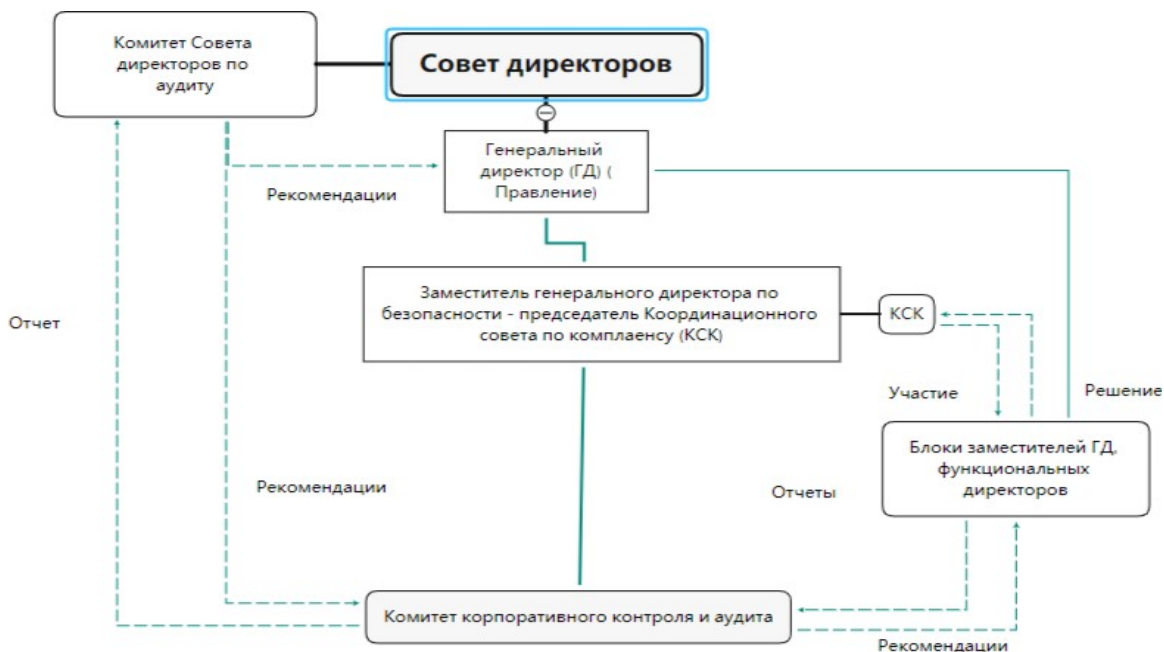 Комитет Совета
директоров по
аудиту
Совет директоров
Генеральный
директор (ГД) (
Правление)
Рекомендации
Заместитель генерального директора по
безопасности - председатель Координационного
совета по комплаенсу (КСК)
КСК
Отчет
Участие
Решение
Блоки заместителей ГД,
функциональных
директоров
Рекомендации
Отчеты
Комитет корпоративного контроля и аудита
Рекомендации